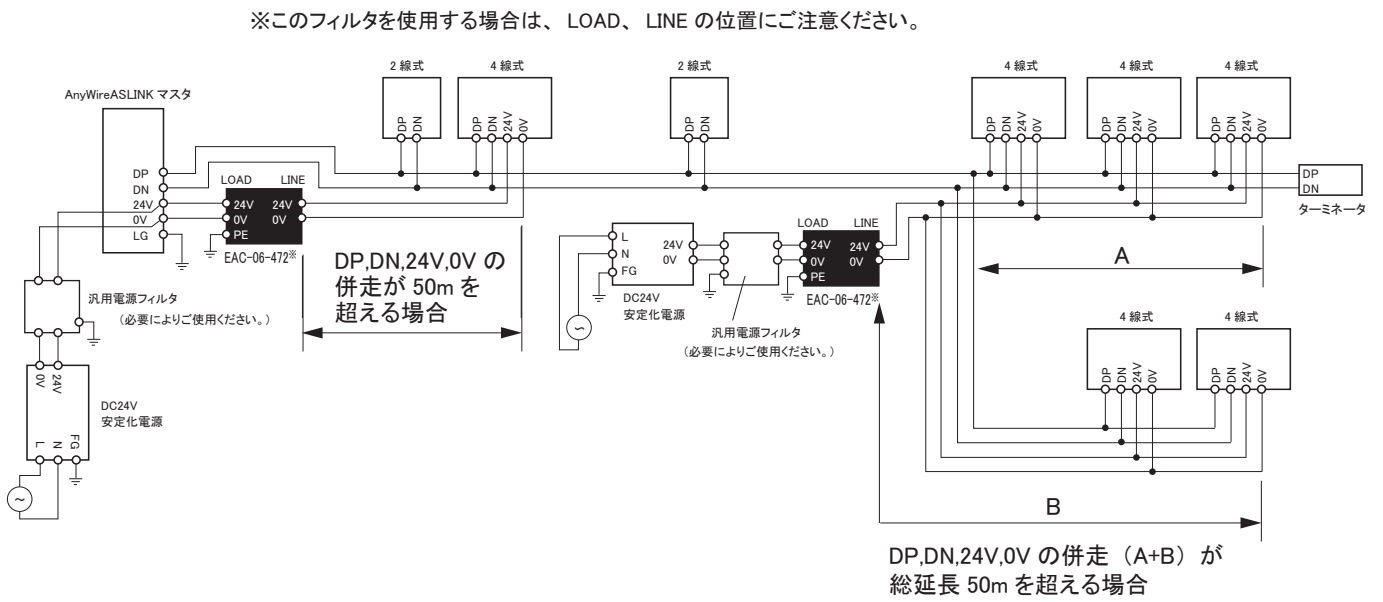 ※このフィルタを使用する場合は、LOAD、LINE の位置にご注意ください。
2 線式
4 線式
2 線式
4 線式
4 線式
4 線式
AnyWireASLINK マスタ
DP
DN
DP
DN
24V
0V
DP
DN
DP
DN
24V
0V
DP
DN
24V
0V
DP
DN
24V
0V
DP
DN
24V
0V
LG
LOAD
LINE
24V
24V
0V
0V
PE
EAC-06-472※
DP
DN
ターミネータ
DP,DN,24V,0V の
併走が 50m を
超える場合
L
N
FG
24V
0V
DC24V
安定化電源
汎用電源フィルタ
(必要によりご使用ください。)
LOAD
LINE
24V
24V
0V
0V
PE
EAC-06-472※
A
汎用電源フィルタ
(必要によりご使用ください。)
0V
24V
DC24V
安定化電源
L
N
FG
~
~
4 線式
4 線式
DP
DN
24V
0V
DP
DN
24V
0V
B
DP,DN,24V,0V の併走(A+B)が
総延長 50m を超える場合